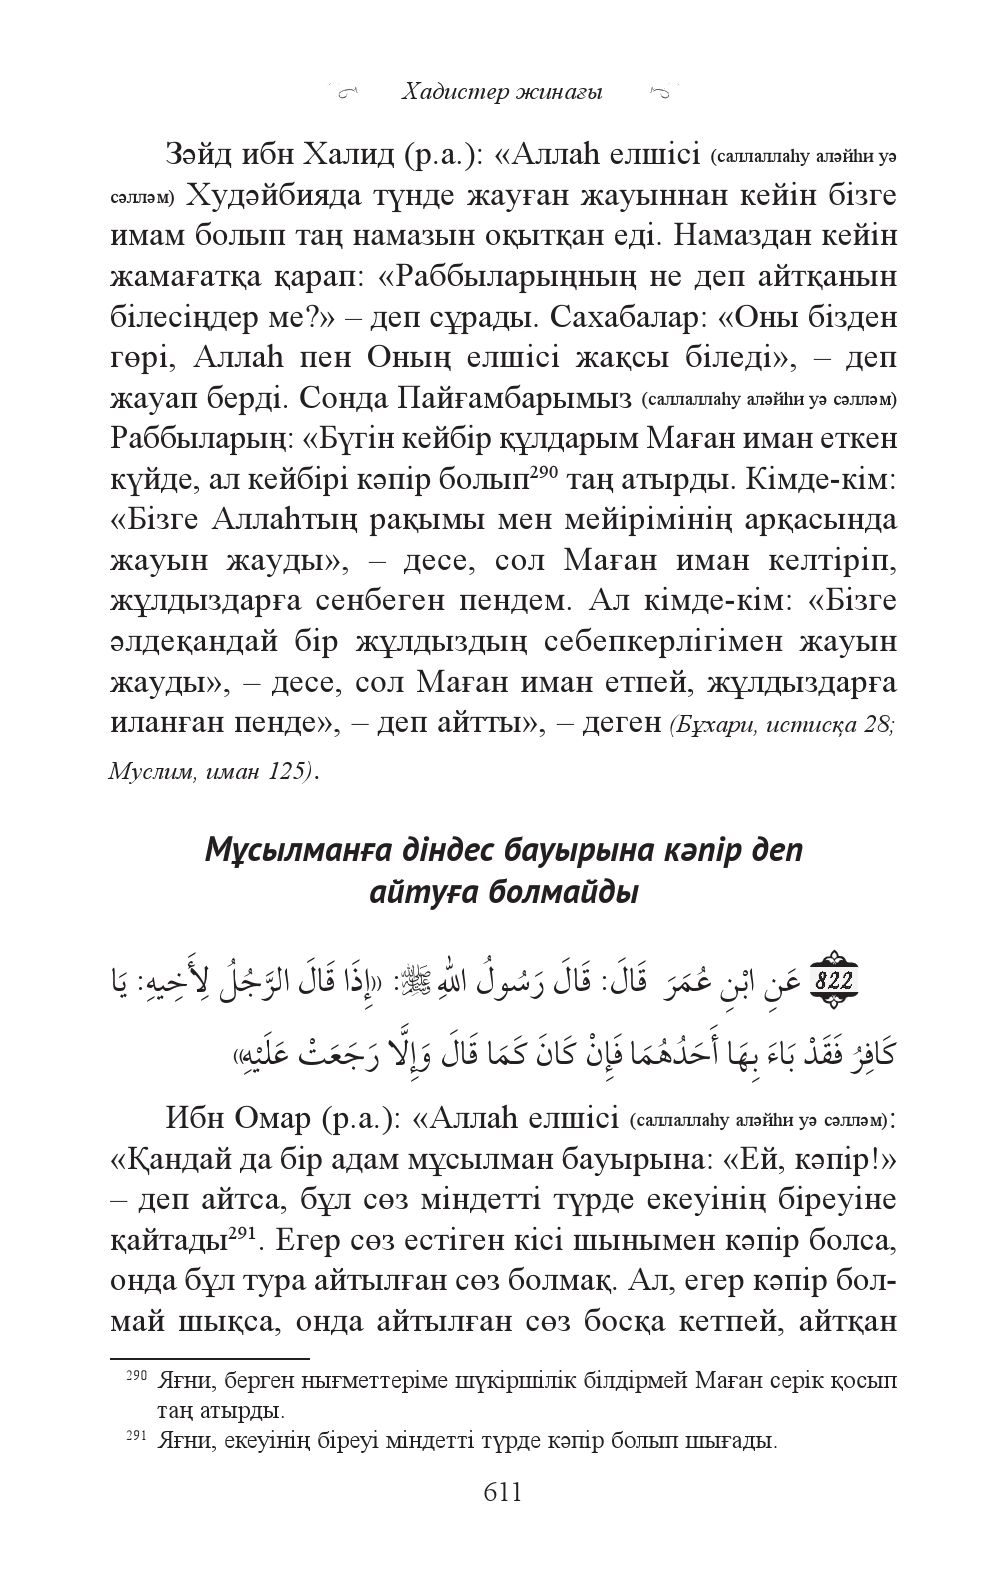 Хадистер жинағы
Зәйд ибн Халид (р.а.): «Аллаһ елшісі (саллаллаһу аләйһи уә
сәлләм) Худәйбияда түнде жауған жауыннан кейін бізге
имам болып таң намазын оқытқан еді. Намаздан кейін
жамағатқа қарап: «Раббыларыңның не деп айтқанын
білесіңдер ме?» – деп сұрады. Сахабалар: «Оны бізден
гөрі, Аллаһ пен Оның елшісі жақсы біледі», – деп
жауап берді. Сонда Пайғамбарымыз (саллаллаһу аләйһи уә сәлләм)
Раббыларың: «Бүгін кейбір құлдарым Маған иман еткен
күйде, ал кейбірі кәпір болып²⁹⁰ таң атырды. Кімде-кім:
«Бізге Аллаһтың рақымы мен мейірімінің арқасында
жауын жауды», – десе, сол Маған иман келтіріп,
жұлдыздарға сенбеген пендем. Ал кімде-кім: «Бізге
әлдеқандай бір жұлдыздың себепкерлігімен жауын
жауды», – десе, сол Маған иман етпей, жұлдыздарға
иланған пенде», – деп айтты», – деген (Бұхари, истисқа 28;
Муслим, иман 125).
Мұсылманға діндес бауырына кәпір деп
айтуға болмайды
822 عَنِ ابْنِ عُمَرَ قَالَ: قَالَ رَسُولُ اللهِ ﷺ: «إِذَا قَالَ الرَّجُلُ لِأَخِيهِ: يَا
كَافِرُ فَقَدْ بَاءَ بِهَا أَحَدُهُمَا فَإِنْ كَانَ كَمَا قَالَ وَإِلَّا رَجَعَتْ عَلَيْهِ»
Ибн Омар (р.а.): «Аллаһ елшісі (саллаллаһу аләйһи уә сәлләм):
«Қандай да бір адам мұсылман бауырына: «Ей, кәпір!»
– деп айтса, бұл сөз міндетті түрде екеуінің біреуіне
қайтады²⁹¹. Егер сөз естіген кісі шынымен кәпір болса,
онда бұл тура айтылған сөз болмақ. Ал, егер кәпір бол-
май шықса, онда айтылған сөз босқа кетпей, айтқан
290 Яғни, берген нығметтеріме шүкіршілік білдірмей Маған серік қосып
таң атырды.
291 Яғни, екеуінің біреуі міндетті түрде кәпір болып шығады.
611